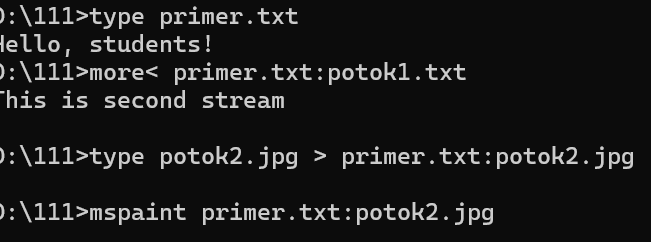 D:\111>type primer.txt
Hello, students!
D:\111>more< primer.txt:potok1.txt
This is second stream
D:\111>type potok2.jpg > primer.txt:potok2.jpg
D:\111>mspaint primer.txt:potok2.jpg